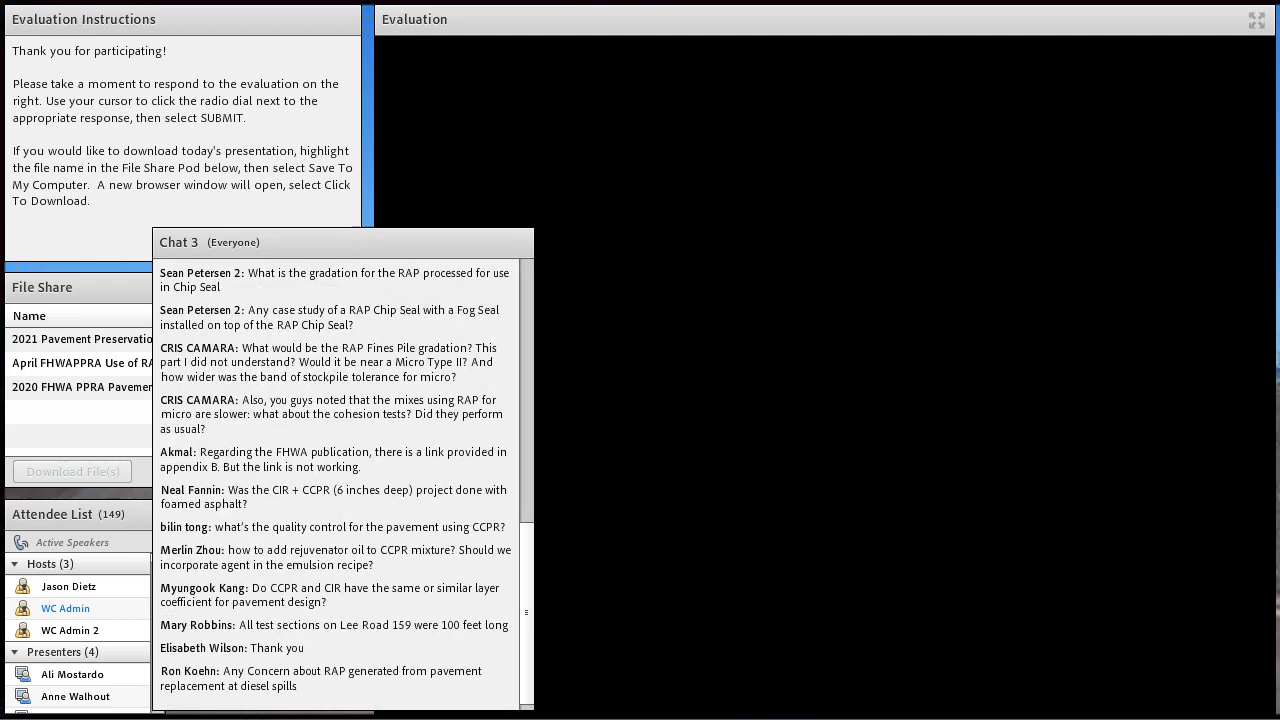 Evaluation Instructions
Thank you for participating!
Please take a moment to respond to the evaluation on the
right. Use your cursor to click the radio dial next to the
appropriate response, then select SUBMIT.
If you would like to download today's presentation, highlight
the file name in the File Share Pod below, then select Save To
My Computer.  A new browser window will open, select Click
To Download.
Evaluation
File Share
Name
2021 Pavement Preservatio
April FHWAPPRA Use of RA
2020 FHWA PPRA Pavemen
Download File(s)
Attendee List (149)
Active Speakers
Hosts (3)
Jason Dietz
WC Admin
WC Admin 2
Presenters (4)
Ali Mostardo
Anne Walhout
Chat 3 (Everyone)
Sean Petersen 2: What is the gradation for the RAP processed for use
in Chip Seal
Sean Petersen 2: Any case study of a RAP Chip Seal with a Fog Seal
installed on top of the RAP Chip Seal?
CRIS CAMARA: What would be the RAP Fines Pile gradation? This
part I did not understand? Would it be near a Micro Type II? And
how wider was the band of stockpile tolerance for micro?
CRIS CAMARA: Also, you guys noted that the mixes using RAP for
micro are slower: what about the cohesion tests? Did they perform
as usual?
Akmal: Regarding the FHWA publication, there is a link provided in
appendix B. But the link is not working.
Neal Fannin: Was the CIR + CCPR (6 inches deep) project done with
foamed asphalt?
bilin tong: what's the quality control for the pavement using CCPR?
Merlin Zhou: how to add rejuvenator oil to CCPR mixture? Should we
incorporate agent in the emulsion recipe?
Myungook Kang: Do CCPR and CIR have the same or similar layer
coefficient for pavement design?
Mary Robbins: All test sections on Lee Road 159 were 100 feet long
Elisabeth Wilson: Thank you
Ron Koehn: Any Concern about RAP generated from pavement
replacement at diesel spills